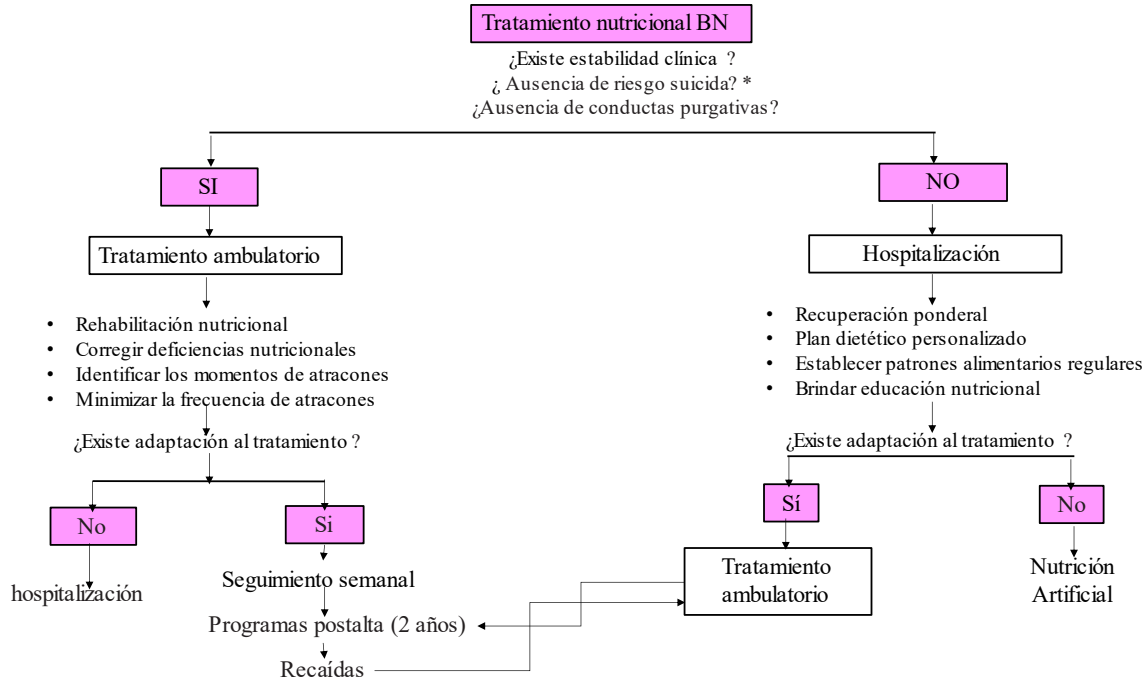 Tratamiento nutricional BN
¿Existe estabilidad clínica ?
¿ Ausencia de riesgo suicida? *
¿Ausencia de conductas purgativas?
SI
NO
Tratamiento ambulatorio
Hospitalización
• Rehabilitación nutricional
• Corregir deficiencias nutricionales
• Identificar los momentos de atracones
• Minimizar la frecuencia de atracones
• Recuperación ponderal
• Plan dietético personalizado
• Establecer patrones alimentarios regulares
• Brindar educación nutricional
¿Existe adaptación al tratamiento ?
¿Existe adaptación al tratamiento ?
No
Si
Sí
No
hospitalización
Seguimiento semanal
Programas postalta (2 años)
Recaídas
Tratamiento
ambulatorio
Nutrición
Artificial